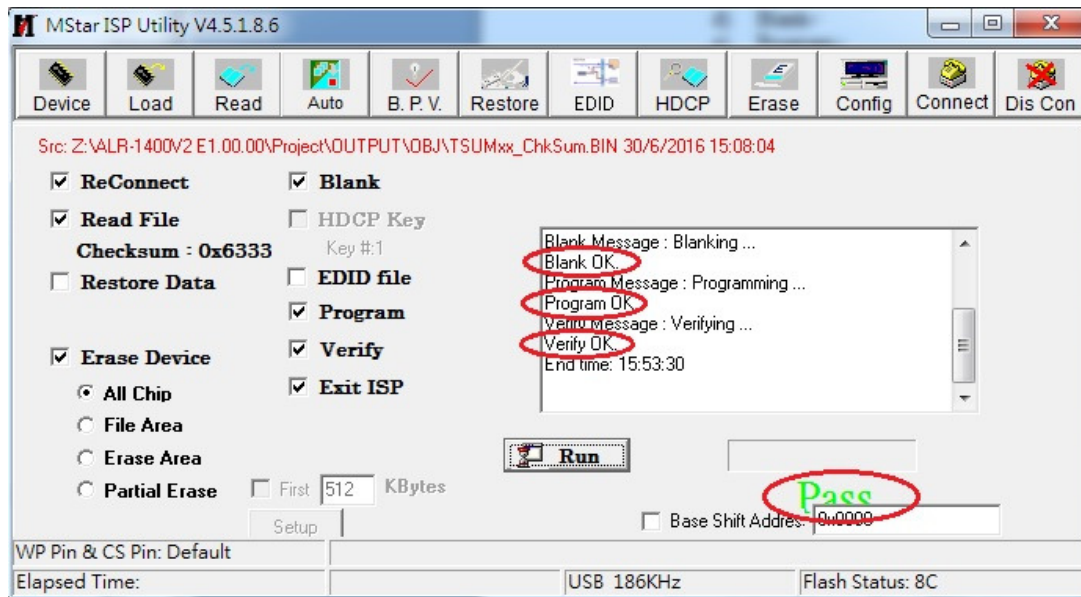 MStar ISP Utility V4.5.1.8.6
Device Load Read Auto B. P. V. Restore EDID HDCP Erase Config Connect Dis Con
Src: Z:\ALR-1400V2 E1.00.00\Project\OUTPUT\OBJ\TSUMxx_ChkSum.BIN 30/6/2016 15:08:04
ReConnect
Blank
Read File
HDCP Key
Checksum : 0x6333
Key #:1
Restore Data
EDID file
Program
Erase Device
Verify
All Chip
Exit ISP
File Area
Erase Area
Partial Erase
First 512 KBytes
Setup
Blank Message : Blanking ...
Blank OK.
Program Message : Programming ...
Program OK
Verify Message : Verifying ...
Verify OK.
End time: 15:53:30
Run
Pass
Base Shift Addres: 0x0000
WP Pin & CS Pin: Default
Elapsed Time:
USB 186KHz
Flash Status: 8C